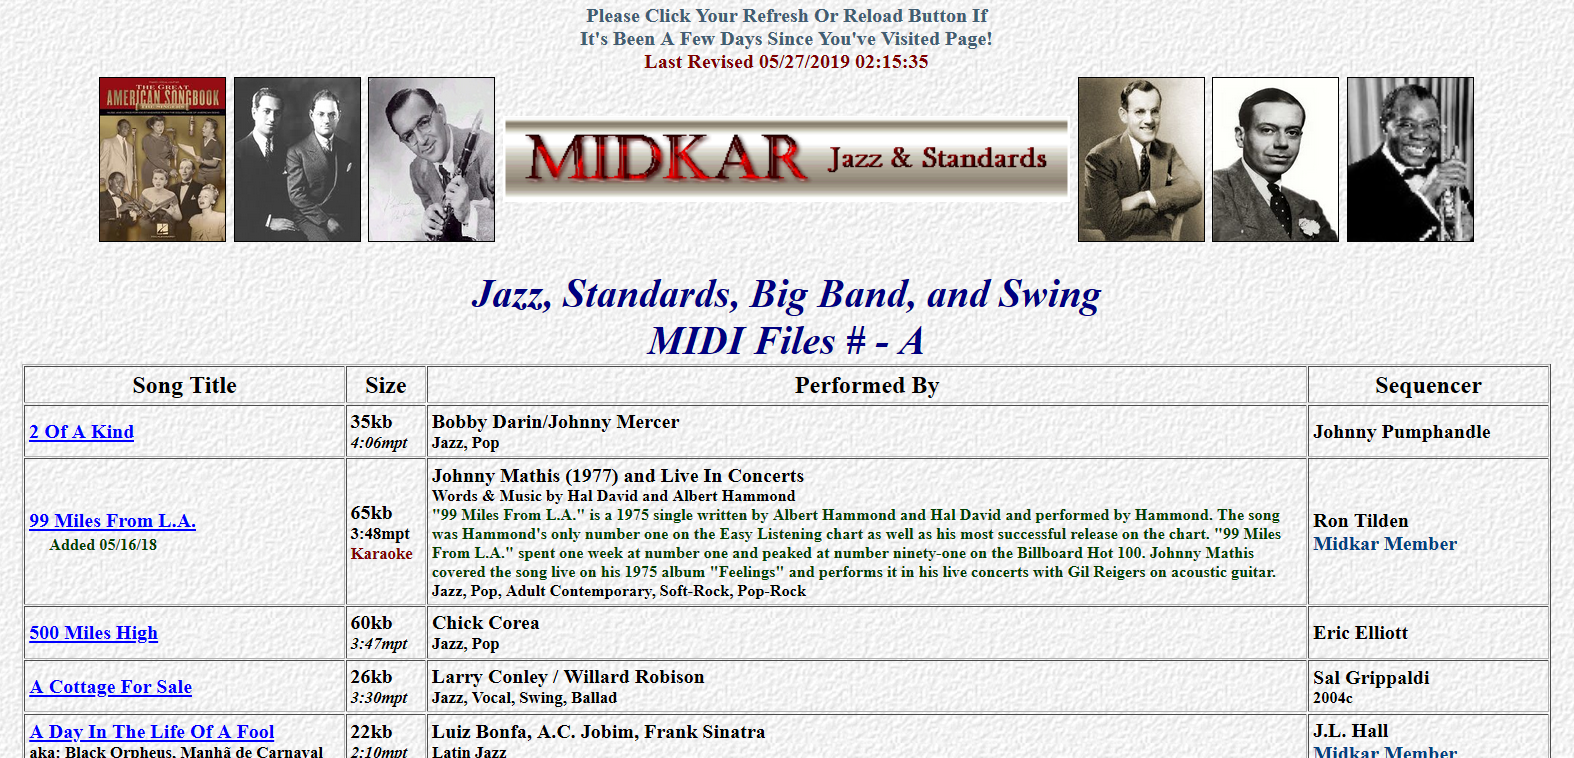 Please Click Your Refresh Or Reload Button If
It's Been A Few Days Since You've Visited Page!
Last Revised 05/27/2019 02:15:35
THE GREAT
AMERICAN SONGBOOK
THE SINGERS
MIDKAR Jazz & Standards
Jazz, Standards, Big Band, and Swing
MIDI Files # - A
Song Title Size Performed By Sequencer
2 Of A Kind
35kb
4:06mpt
Bobby Darin/Johnny Mercer
Jazz, Pop
Johnny Pumphandle
99 Miles From L.A.
Added 05/16/18
65kb
3:48mpt
Karaoke
Johnny Mathis (1977) and Live In Concerts
Words & Music by Hal David and Albert Hammond
"99 Miles From L.A." is a 1975 single written by Albert Hammond and Hal David and performed by Hammond. The song
was Hammond's only number one on the Easy Listening chart as well as his most successful release on the chart. "99 Miles
From L.A." spent one week at number one and peaked at number ninety-one on the Billboard Hot 100. Johnny Mathis
covered the song live on his 1975 album "Feelings" and performs it in his live concerts with Gil Reigers on acoustic guitar.
Jazz, Pop, Adult Contemporary, Soft-Rock, Pop-Rock
Ron Tilden
Midkar Member
500 Miles High
60kb
3:47mpt
Chick Corea
Jazz, Pop
Eric Elliott
A Cottage For Sale
26kb
3:30mpt
Larry Conley / Willard Robison
Jazz, Vocal, Swing, Ballad
Sal Grippaldi
2004c
A Day In The Life Of A Fool
aka: Black Orpheus, Manhã de Carnaval
22kb
2:10mpt
Luiz Bonfa, A.C. Jobim, Frank Sinatra
Latin Jazz
J.L. Hall
Midkar Member